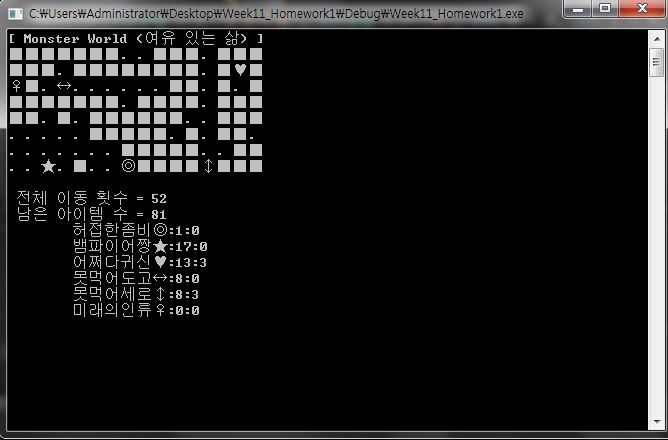 C:₩Users₩Administrator₩Desktop₩Week11_Homework1₩Debug₩Week11_Homework1.exe
[ Monster World (여유 있는 삶) ]
■■■■■■■. . ■■■. ■■■
■■■. ■■■■■■■■. ■♥■
♀■. ↔. . . . . . ■■. ■. ■
■■■■■■■■. ■■■■. ■■
■■. ■. ■■■■■■. . ■■■
. . . . . ■■■■■. ■. ■■.
. . . . . . . ■■■■■. . ■■
. . ★. ■. . ◎■■■■↕■■■
전체 이동 횟수 = 52
남은 아이템 수 = 81
허접한좀비◎:1:0
뱀파이어짱★:17:0
어쩌다귀신♥:13:3
못먹어도고↔:8:0
못먹어세로↕:8:3
미래의인류♀:0:0